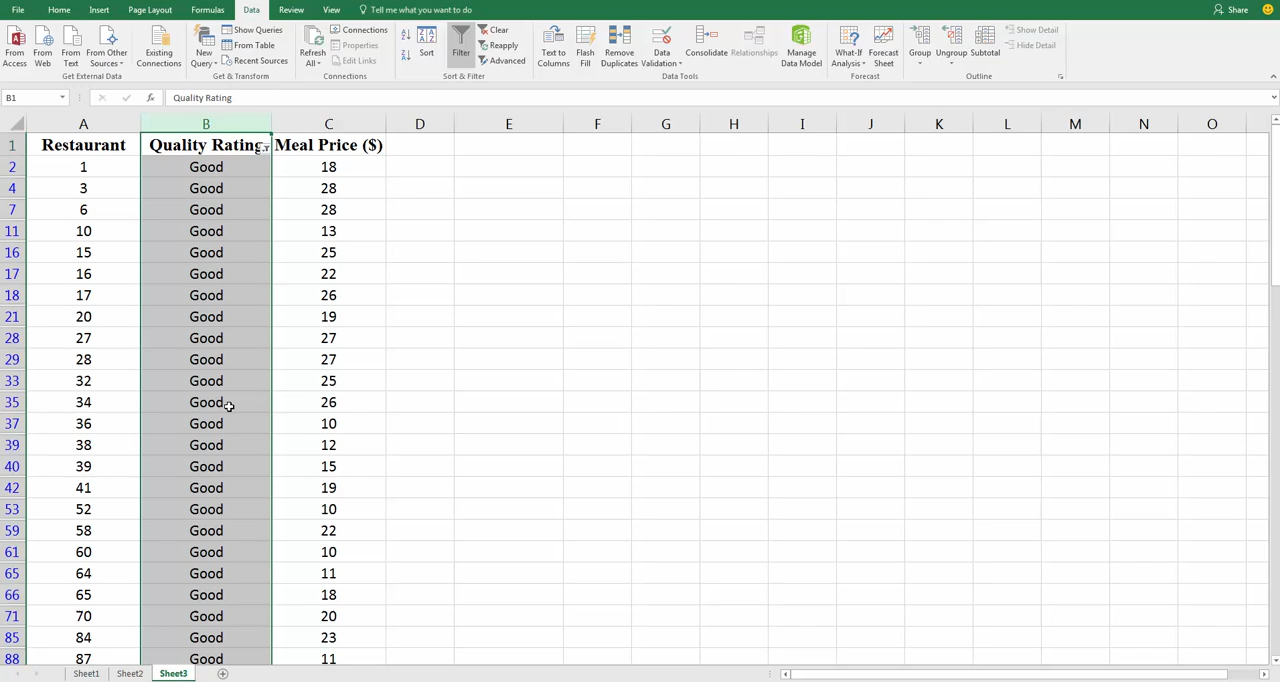 File Home Insert Page Layout Formulas Data Review View Tell me what you want to do Share
From Access From Web From Text From Other Sources Existing Connections New Query Show Queries From Table Recent Sources Refresh All Connections Properties Edit Links Sort Filter Clear Reapply Advanced Text to Columns Flash Fill Remove Duplicates Data Validation Consolidate Relationships Manage Data Model What-If Analysis Forecast Sheet Group Ungroup Subtotal Show Detail Hide Detail
Get External Data Get & Transform Connections Sort & Filter Data Tools Forecast Outline
B1 fx Quality Rating
A B C D E F G H I J K L M N O
1 Restaurant Quality Rating Meal Price ($)
2 1 Good 18
4 3 Good 28
7 6 Good 28
11 10 Good 13
16 15 Good 25
17 16 Good 22
18 17 Good 26
21 20 Good 19
28 27 Good 27
29 28 Good 27
33 32 Good 25
35 34 Good 26
37 36 Good 10
39 38 Good 12
40 39 Good 15
42 41 Good 19
53 52 Good 10
59 58 Good 22
61 60 Good 10
65 64 Good 11
66 65 Good 18
71 70 Good 20
85 84 Good 23
88 87 Good 11
Sheet1 Sheet2 Sheet3